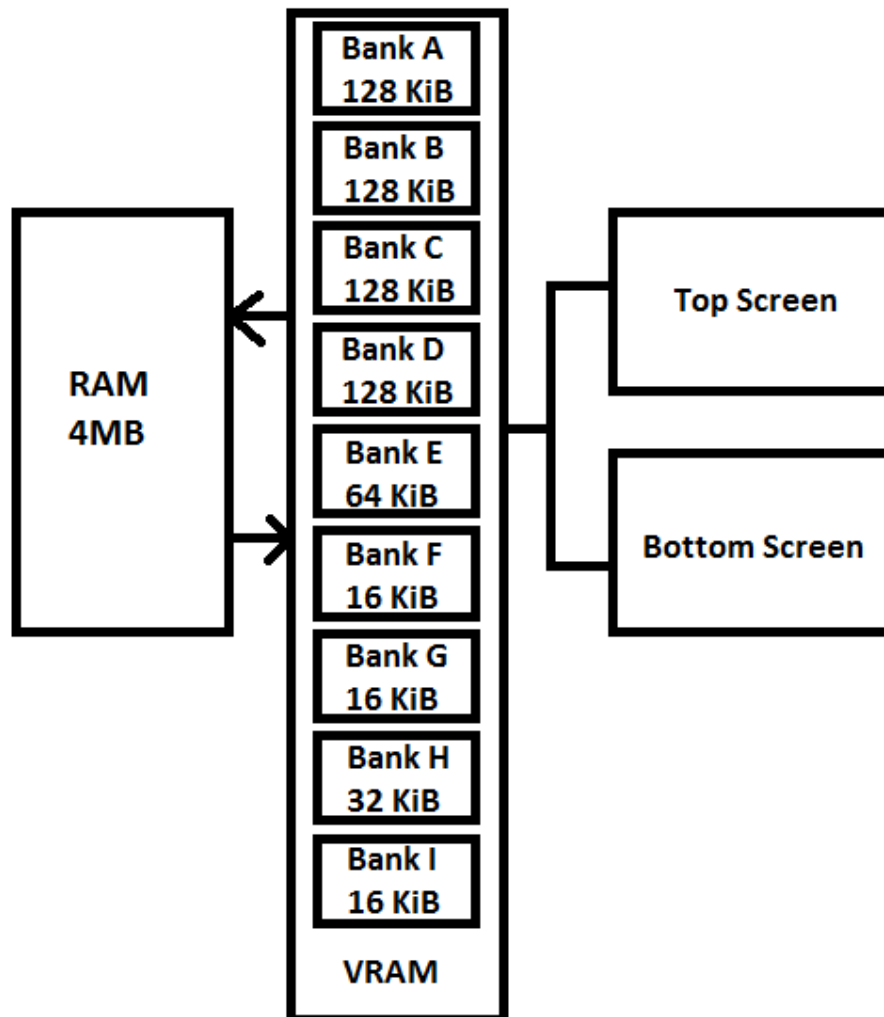 Bank A
128 KiB
Bank B
128 KiB
Bank C
128 KiB
Bank D
128 KiB
Bank E
64 KiB
Bank F
16 KiB
Bank G
16 KiB
Bank H
32 KiB
Bank I
16 KiB
VRAM
RAM
4MB
Top Screen
Bottom Screen